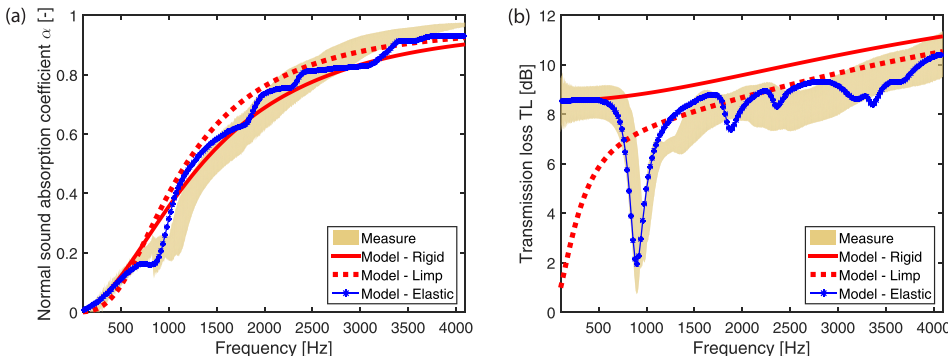 (a)
Normal sound absorption coefficient α [-]
1
0.8
0.6
0.4
0.2
0
500 1000 1500 2000 2500 3000 3500 4000
Frequency [Hz]
Measure
Model - Rigid
Model - Limp
Model - Elastic
(b)
Transmission loss TL [dB]
12
10
8
6
4
2
0
500 1000 1500 2000 2500 3000 3500 4000
Frequency [Hz]
Measure
Model - Rigid
Model - Limp
Model - Elastic